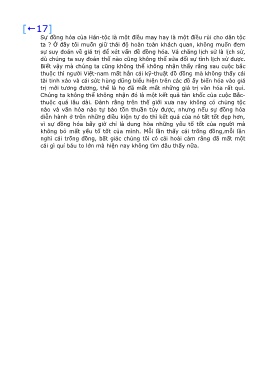 [←17]
Sự đồng hóa của Hán-tộc là một điều may hay là một điều rủi cho dân tộc
ta ? Ở đây tôi muốn giữ thái độ hoàn toàn khách quan, không muốn đem
sự suy đoán về giá trị để xét vấn đề đồng hóa. Và chăng lịch sử là lịch sử,
dù chúng ta suy đoán thế nào cũng không thể sửa đổi sự tình lịch sử được.
Biết vậy mà chúng ta cũng không thể không nhận thấy rằng sau cuộc bắc
thuộc thì người Việt-nam mất hẳn cái kỹ-thuật đồ đồng mà không thấy cái
tài tình nào và cái sức hùng dũng biểu hiện trên các đồ ấy biến hóa vào giá
trị mới tương đương, thế là họ đã mất mất những giá trị văn hóa rất quí.
Chúng ta không thể không nhận đó là một kết quả tàn khốc của cuộc Bắc-
thuộc quá lâu dài. Đành rằng trên thế giới xưa nay không có chủng tộc
nào và văn hóa nào tự bảo tồn thuần túy được, nhưng nếu sự đồng hóa
diễn hành ở trên những điều kiện tự do thì kết quả của nó tất tốt đẹp hơn,
vì sự đồng hóa bây giờ chỉ là dung hóa những yếu tố tốt của người mà
không bỏ mất yếu tố tốt của mình. Mỗi lần thấy cái trống đồng,mỗi lần
nghĩ cái trống đồng, bất giác chúng tôi có cái hoài cảm rằng đã mất một
cái gì quí báu to lớn mà hiện nay không tìm đâu thấy nữa.